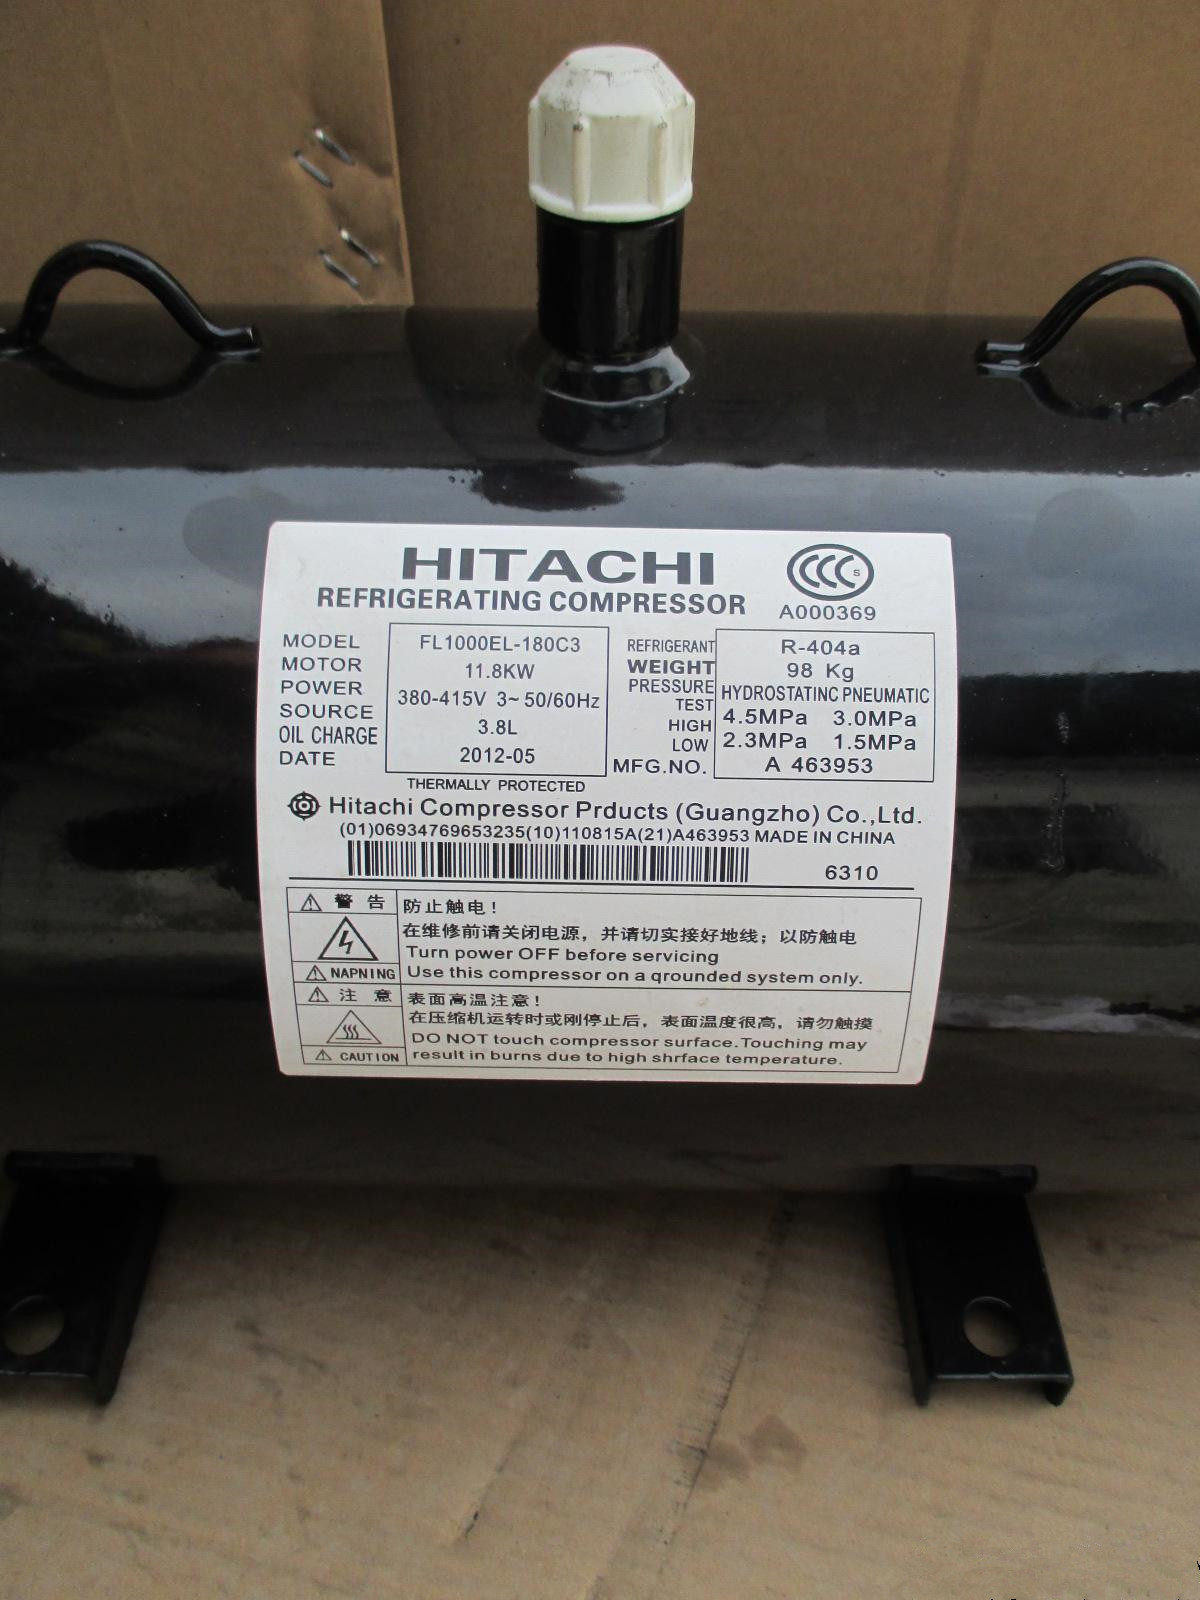 HITACHI
REFRIGERATING COMPRESSOR
CCC S
A000369
MODEL FL1000EL-180C3
MOTOR 11.8KW
POWER 380-415V 3~50/60Hz
SOURCE
OIL CHARGE 3.8L
DATE 2012-05
REFRIGERANT R-404a
WEIGHT 98 Kg
PRESSURE HYDROSTATINC PNEUMATIC
TEST
HIGH 4.5MPa 3.0MPa
LOW 2.3MPa 1.5MPa
MFG.NO. A 463953
THERMALLY PROTECTED
Hitachi Compressor Prducts (Guangzho) Co.,Ltd.
(01)06934769653235(10)110815A(21)A463953 MADE IN CHINA
6310
警 告
NAPNING
防止触电!
在维修前请关闭电源，并请切实接好地线；以防触电
Turn power OFF before servicing
Use this compressor on a qrounded system only.
注 意
CAUTION
表面高温注意!
在压缩机运转时或刚停止后，表面温度很高，请勿触摸
DO NOT touch compressor surface.Touching may
result in burns due to high shrface temperature.